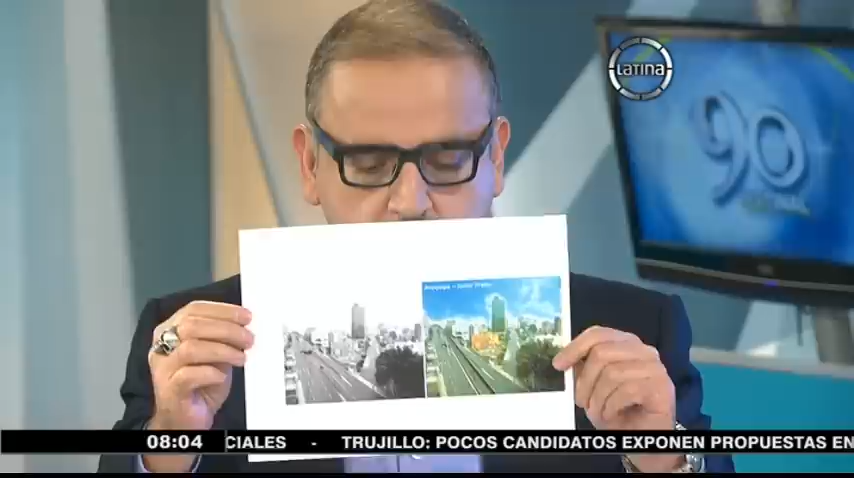 LATINA
90
08:04
CIALES - TRUJILLO: POCOS CANDIDATOS EXPONEN PROPUESTAS EN